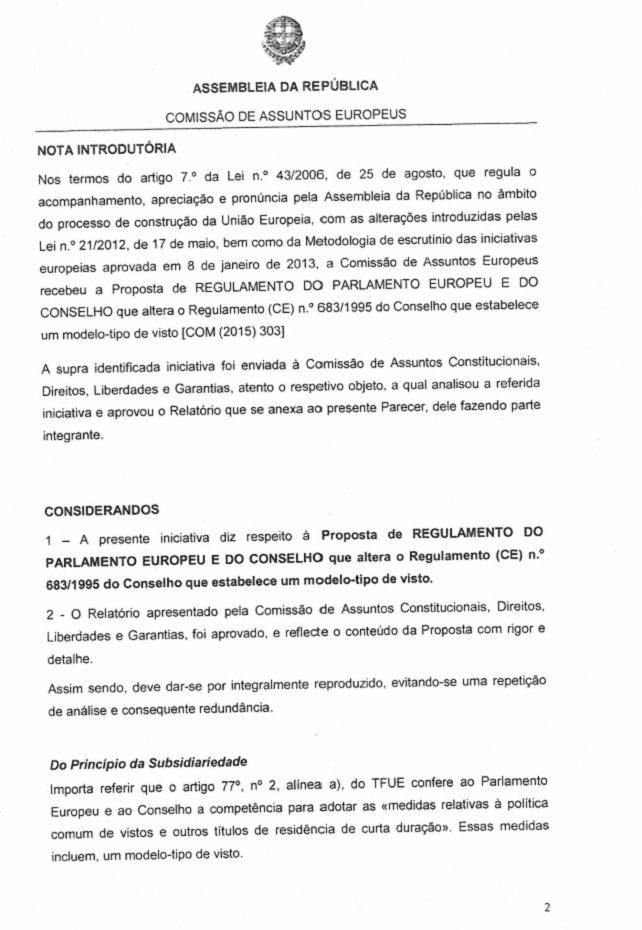 ASSEMBLEIA DA REPÚBLICA
COMISSÃO DE ASSUNTOS EUROPEUS
NOTA INTRODUTÓRIA
Nos termos do artigo 7.º da Lei n.º 43/2006, de 25 de agosto, que regula o
acompanhamento, apreciação e pronúncia pela Assembleia da República no âmbito
do processo de construção da União Europeia, com as alterações introduzidas pelas
Lei n.º 21/2012, de 17 de maio, bem como da Metodologia de escrutínio das iniciativas
europeias aprovada em 8 de janeiro de 2013, a Comissão de Assuntos Europeus
recebeu a Proposta de REGULAMENTO DO PARLAMENTO EUROPEU E DO
CONSELHO que altera o Regulamento (CE) n.º 683/1995 do Conselho que estabelece
um modelo-tipo de visto [COM (2015) 303]
A supra identificada iniciativa foi enviada à Comissão de Assuntos Constitucionais,
Direitos, Liberdades e Garantias, atento o respetivo objeto, a qual analisou a referida
iniciativa e aprovou o Relatório que se anexa ao presente Parecer, dele fazendo parte
integrante.
CONSIDERANDOS
1 – A presente iniciativa diz respeito à Proposta de REGULAMENTO DO
PARLAMENTO EUROPEU E DO CONSELHO que altera o Regulamento (CE) n.º
683/1995 do Conselho que estabelece um modelo-tipo de visto.
2 - O Relatório apresentado pela Comissão de Assuntos Constitucionais, Direitos,
Liberdades e Garantias, foi aprovado, e reflecte o conteúdo da Proposta com rigor e
detalhe.
Assim sendo, deve dar-se por integralmente reproduzido, evitando-se uma repetição
de análise e consequente redundância.
Do Princípio da Subsidiariedade
Importa referir que o artigo 77º, nº 2, alínea a), do TFUE confere ao Parlamento
Europeu e ao Conselho a competência para adotar as «medidas relativas à política
comum de vistos e outros títulos de residência de curta duração». Essas medidas
incluem, um modelo-tipo de visto.
2